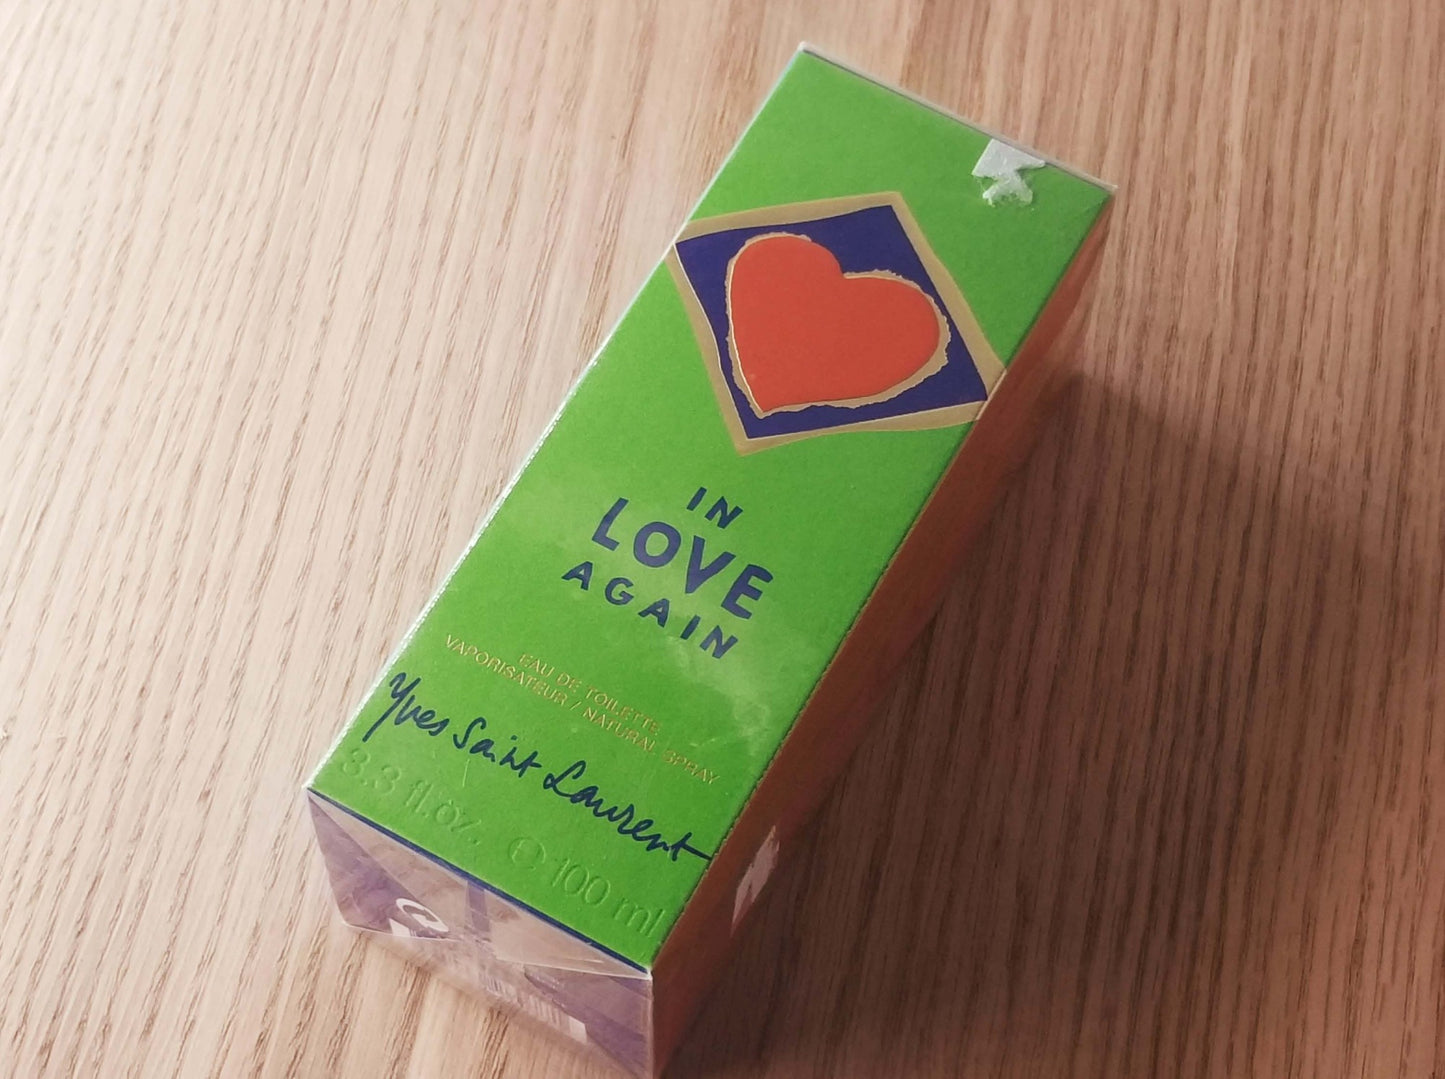 IN
LOVE
AGAIN
EAU DE TOILETTE
VAPORISATEUR / NATURAL SPRAY
Yves Saint Laurent
3.3 fl.oz. ℮ 100 ml